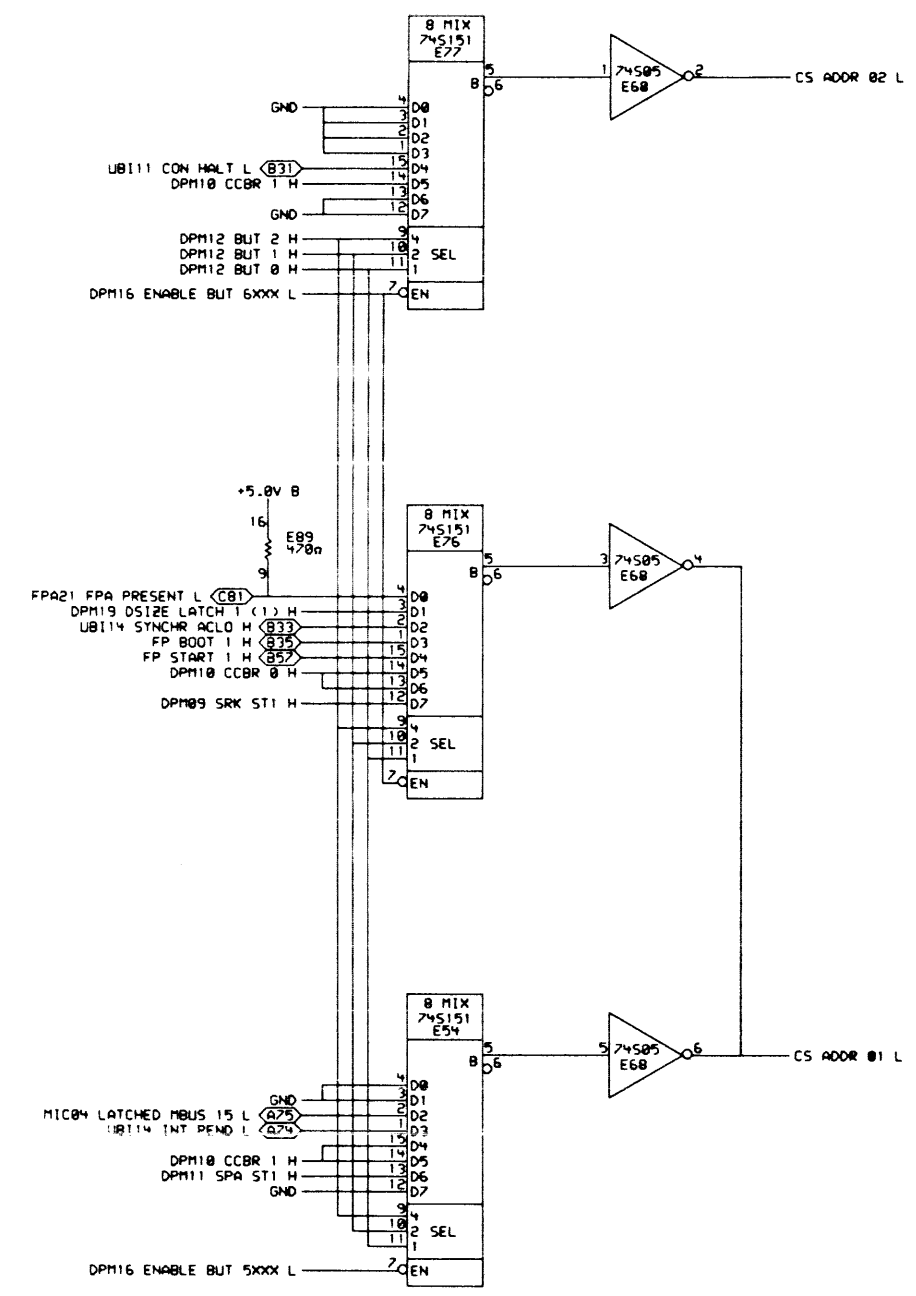 8 MIX
74S151
E77
B
5
6
1
74S05
E68
2
CS ADDR 02 L
GND
4 D0
3 D1
2 D2
1 D3
UBI11 CON HALT L B31 15 D4
DPM10 CCBR 1 H 14 D5
13 D6
GND 12 D7
DPM12 BUT 2 H 9 4
DPM12 BUT 1 H 10 2 SEL
DPM12 BUT 0 H 11 1
DPM16 ENABLE BUT 6XXX L 7 EN
+5.0V B
16
E89
470Ω
9
8 MIX
74S151
E76
B
5
6
3
74S05
E68
4
FPA21 FPA PRESENT L C81 4 D0
DPM19 DSIZE LATCH 1 (1) H 3 D1
UBI14 SYNCHR ACLO H B33 2 D2
FP BOOT 1 H B35 1 D3
FP START 1 H B57 15 D4
DPM10 CCBR 0 H 14 D5
13 D6
DPM09 SRK ST1 H 12 D7
9 4
10 2 SEL
11 1
7 EN
8 MIX
74S151
E54
B
5
6
5
74S05
E68
6
CS ADDR 01 L
4 D0
GND 3 D1
MIC04 LATCHED MBUS 15 L A75 2 D2
UBI14 INT PEND L A74 1 D3
15 D4
DPM10 CCBR 1 H 14 D5
DPM11 SPA ST1 H 13 D6
GND 12 D7
9 4
10 2 SEL
11 1
DPM16 ENABLE BUT 5XXX L 7 EN